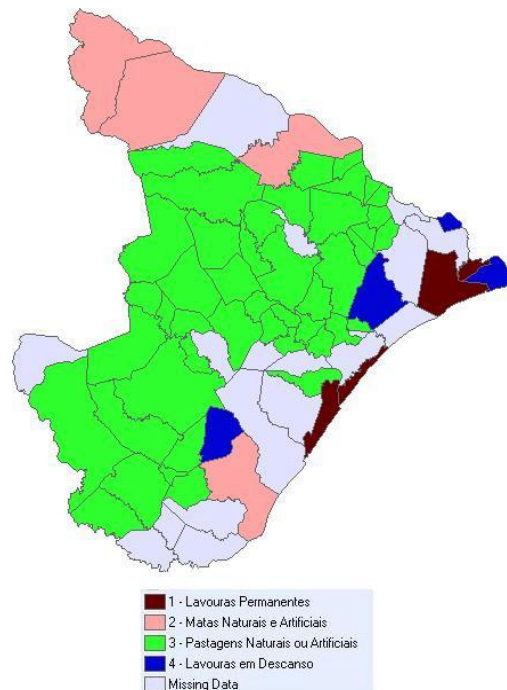 1 - Lavouras Permanentes
2 - Matas Naturais e Artificiais
3 - Pastagens Naturais ou Artificiais
4 - Lavouras em Descanso
Missing Data